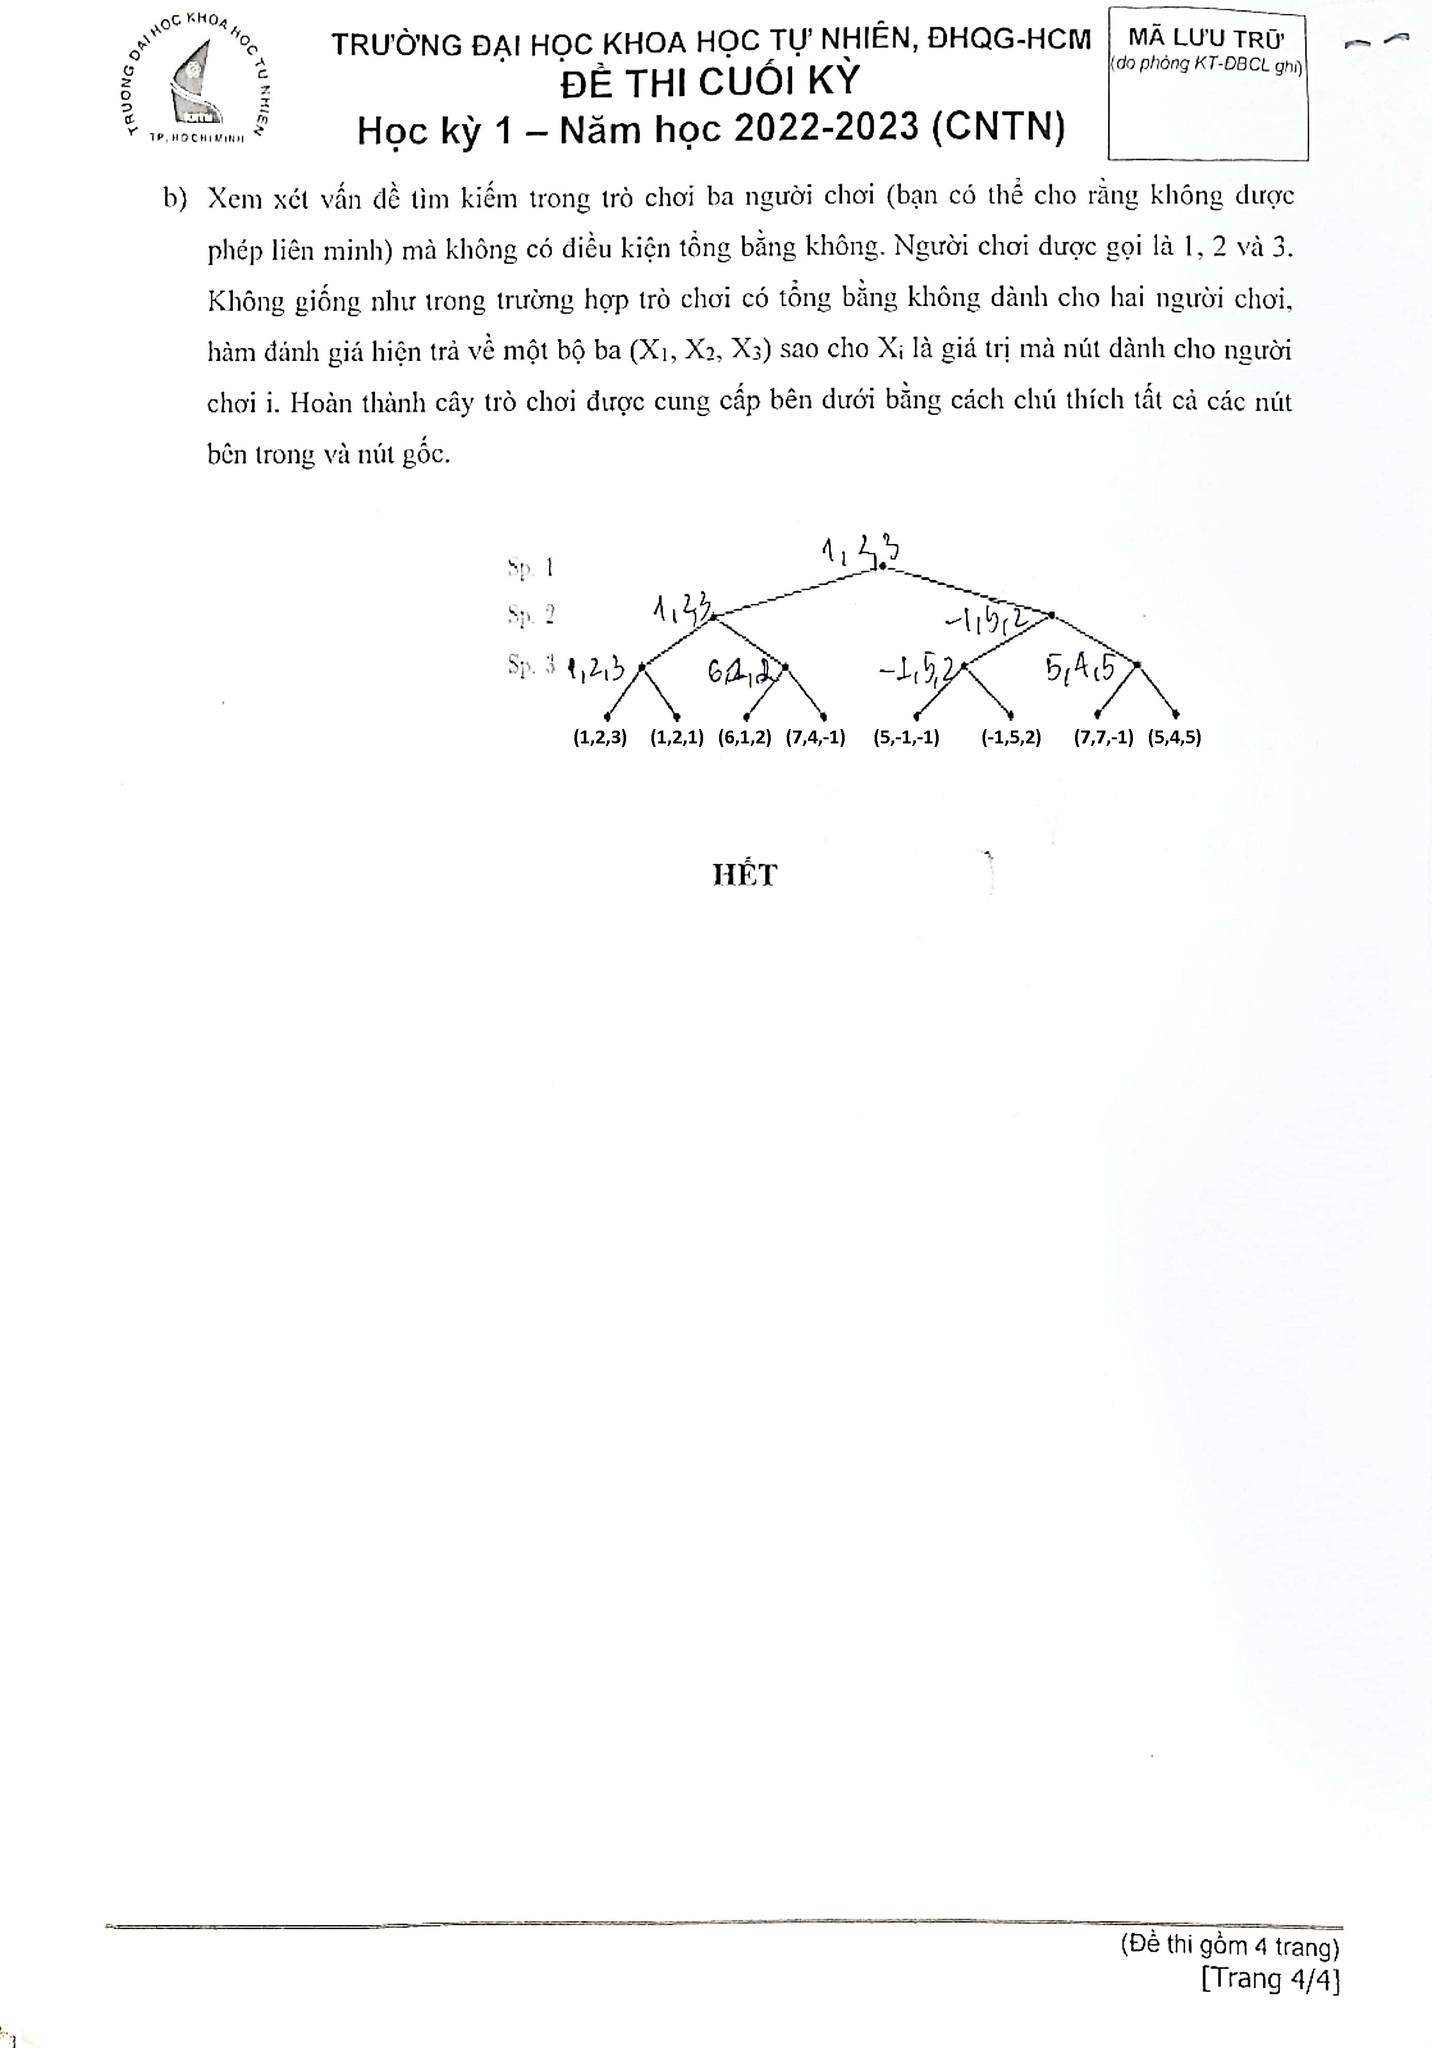 TRƯỜNG ĐẠI HỌC KHOA HỌC TỰ NHIÊN
TP. HO CHI MINH
TRƯỜNG ĐẠI HỌC KHOA HỌC TỰ NHIÊN, ĐHQG-HCM
ĐỀ THI CUỐI KỲ
Học kỳ 1 – Năm học 2022-2023 (CNTN)
MÃ LƯU TRỮ
(do phòng KT-ĐBCL ghi)
b) Xem xét vấn đề tìm kiếm trong trò chơi ba người chơi (bạn có thể cho rằng không được
phép liên minh) mà không có điều kiện tổng bằng không. Người chơi được gọi là 1, 2 và 3.
Không giống như trong trường hợp trò chơi có tổng bằng không dành cho hai người chơi,
hàm đánh giá hiện trả về một bộ ba (X1, X2, X3) sao cho Xi là giá trị mà nút dành cho người
chơi i. Hoàn thành cây trò chơi được cung cấp bên dưới bằng cách chú thích tất cả các nút
bên trong và nút gốc.
Sp. 1 1, 2, 3
Sp. 2 1, 2, 3 -1, 5, 2
Sp. 3 1, 2, 3 -1, 5, 2 5, 4, 5
(1,2,3) (1,2,1) (6,1,2) (7,4,-1) (5,-1,-1) (-1,5,2) (7,7,-1) (5,4,5)
HẾT
(Đề thi gồm 4 trang)
[Trang 4/4]